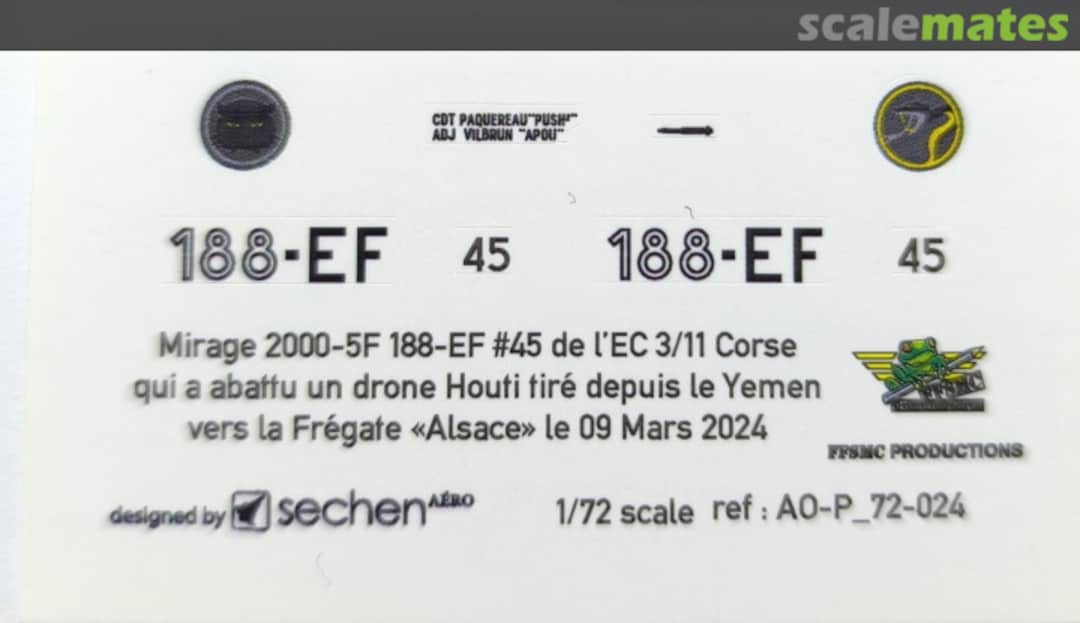 scalemates
CDT PAQUEREAU"PUSH!"
ADJ VILBRUN "APOU"
188-EF 45 188-EF 45
Mirage 2000-5F 188-EF #45 de l'EC 3/11 Corse
qui a abattu un drone Houti tiré depuis le Yemen
vers la Frégate «Alsace» le 09 Mars 2024
FFSMC
FFSMC PRODUCTIONS
designed by sechen AÉRO 1/72 scale ref : AO-P_72-024